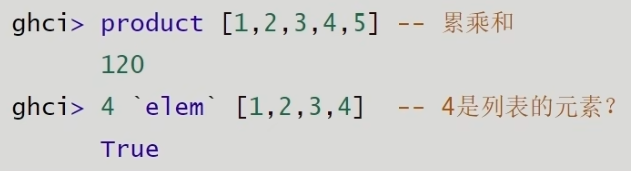 ghci> product [1,2,3,4,5] -- 累乘和
120
ghci> 4 `elem` [1,2,3,4] -- 4是列表的元素？
True